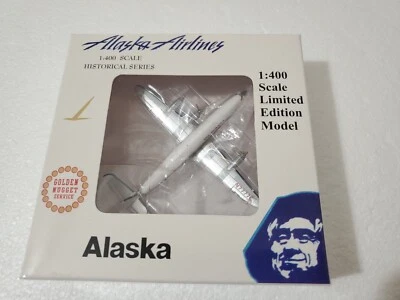 Alaska Airlines
1:400 SCALE
HISTORICAL SERIES
1:400
Scale
Limited
Edition
Model
GOLDEN
NUGGET
SERVICE
Alaska